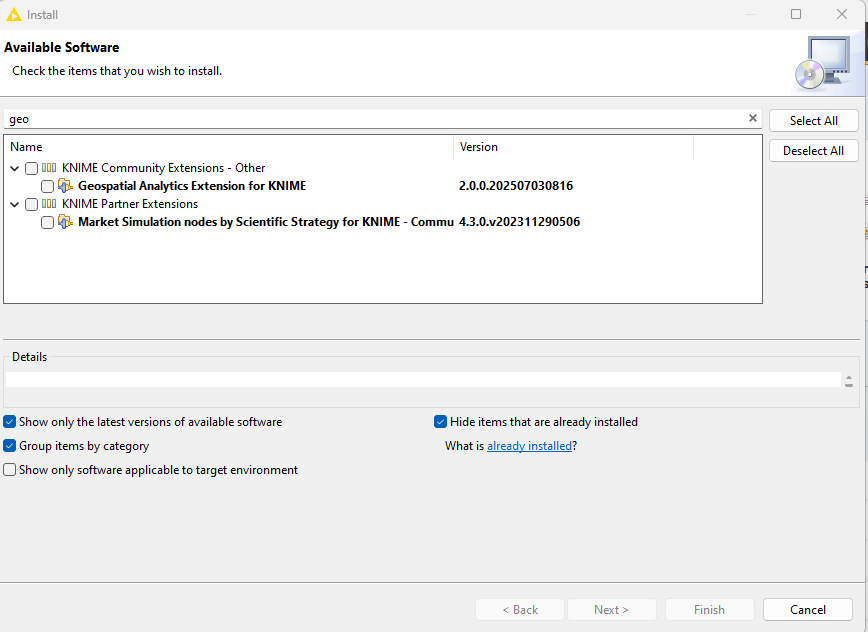 Install
Available Software
Check the items that you wish to install.
geo
Select All
Deselect All
Name Version
KNIME Community Extensions - Other
Geospatial Analytics Extension for KNIME 2.0.0.202507030816
KNIME Partner Extensions
Market Simulation nodes by Scientific Strategy for KNIME - Commu 4.3.0.v202311290506
Details
Show only the latest versions of available software Hide items that are already installed
Group items by category What is already installed?
Show only software applicable to target environment
< Back Next > Finish Cancel